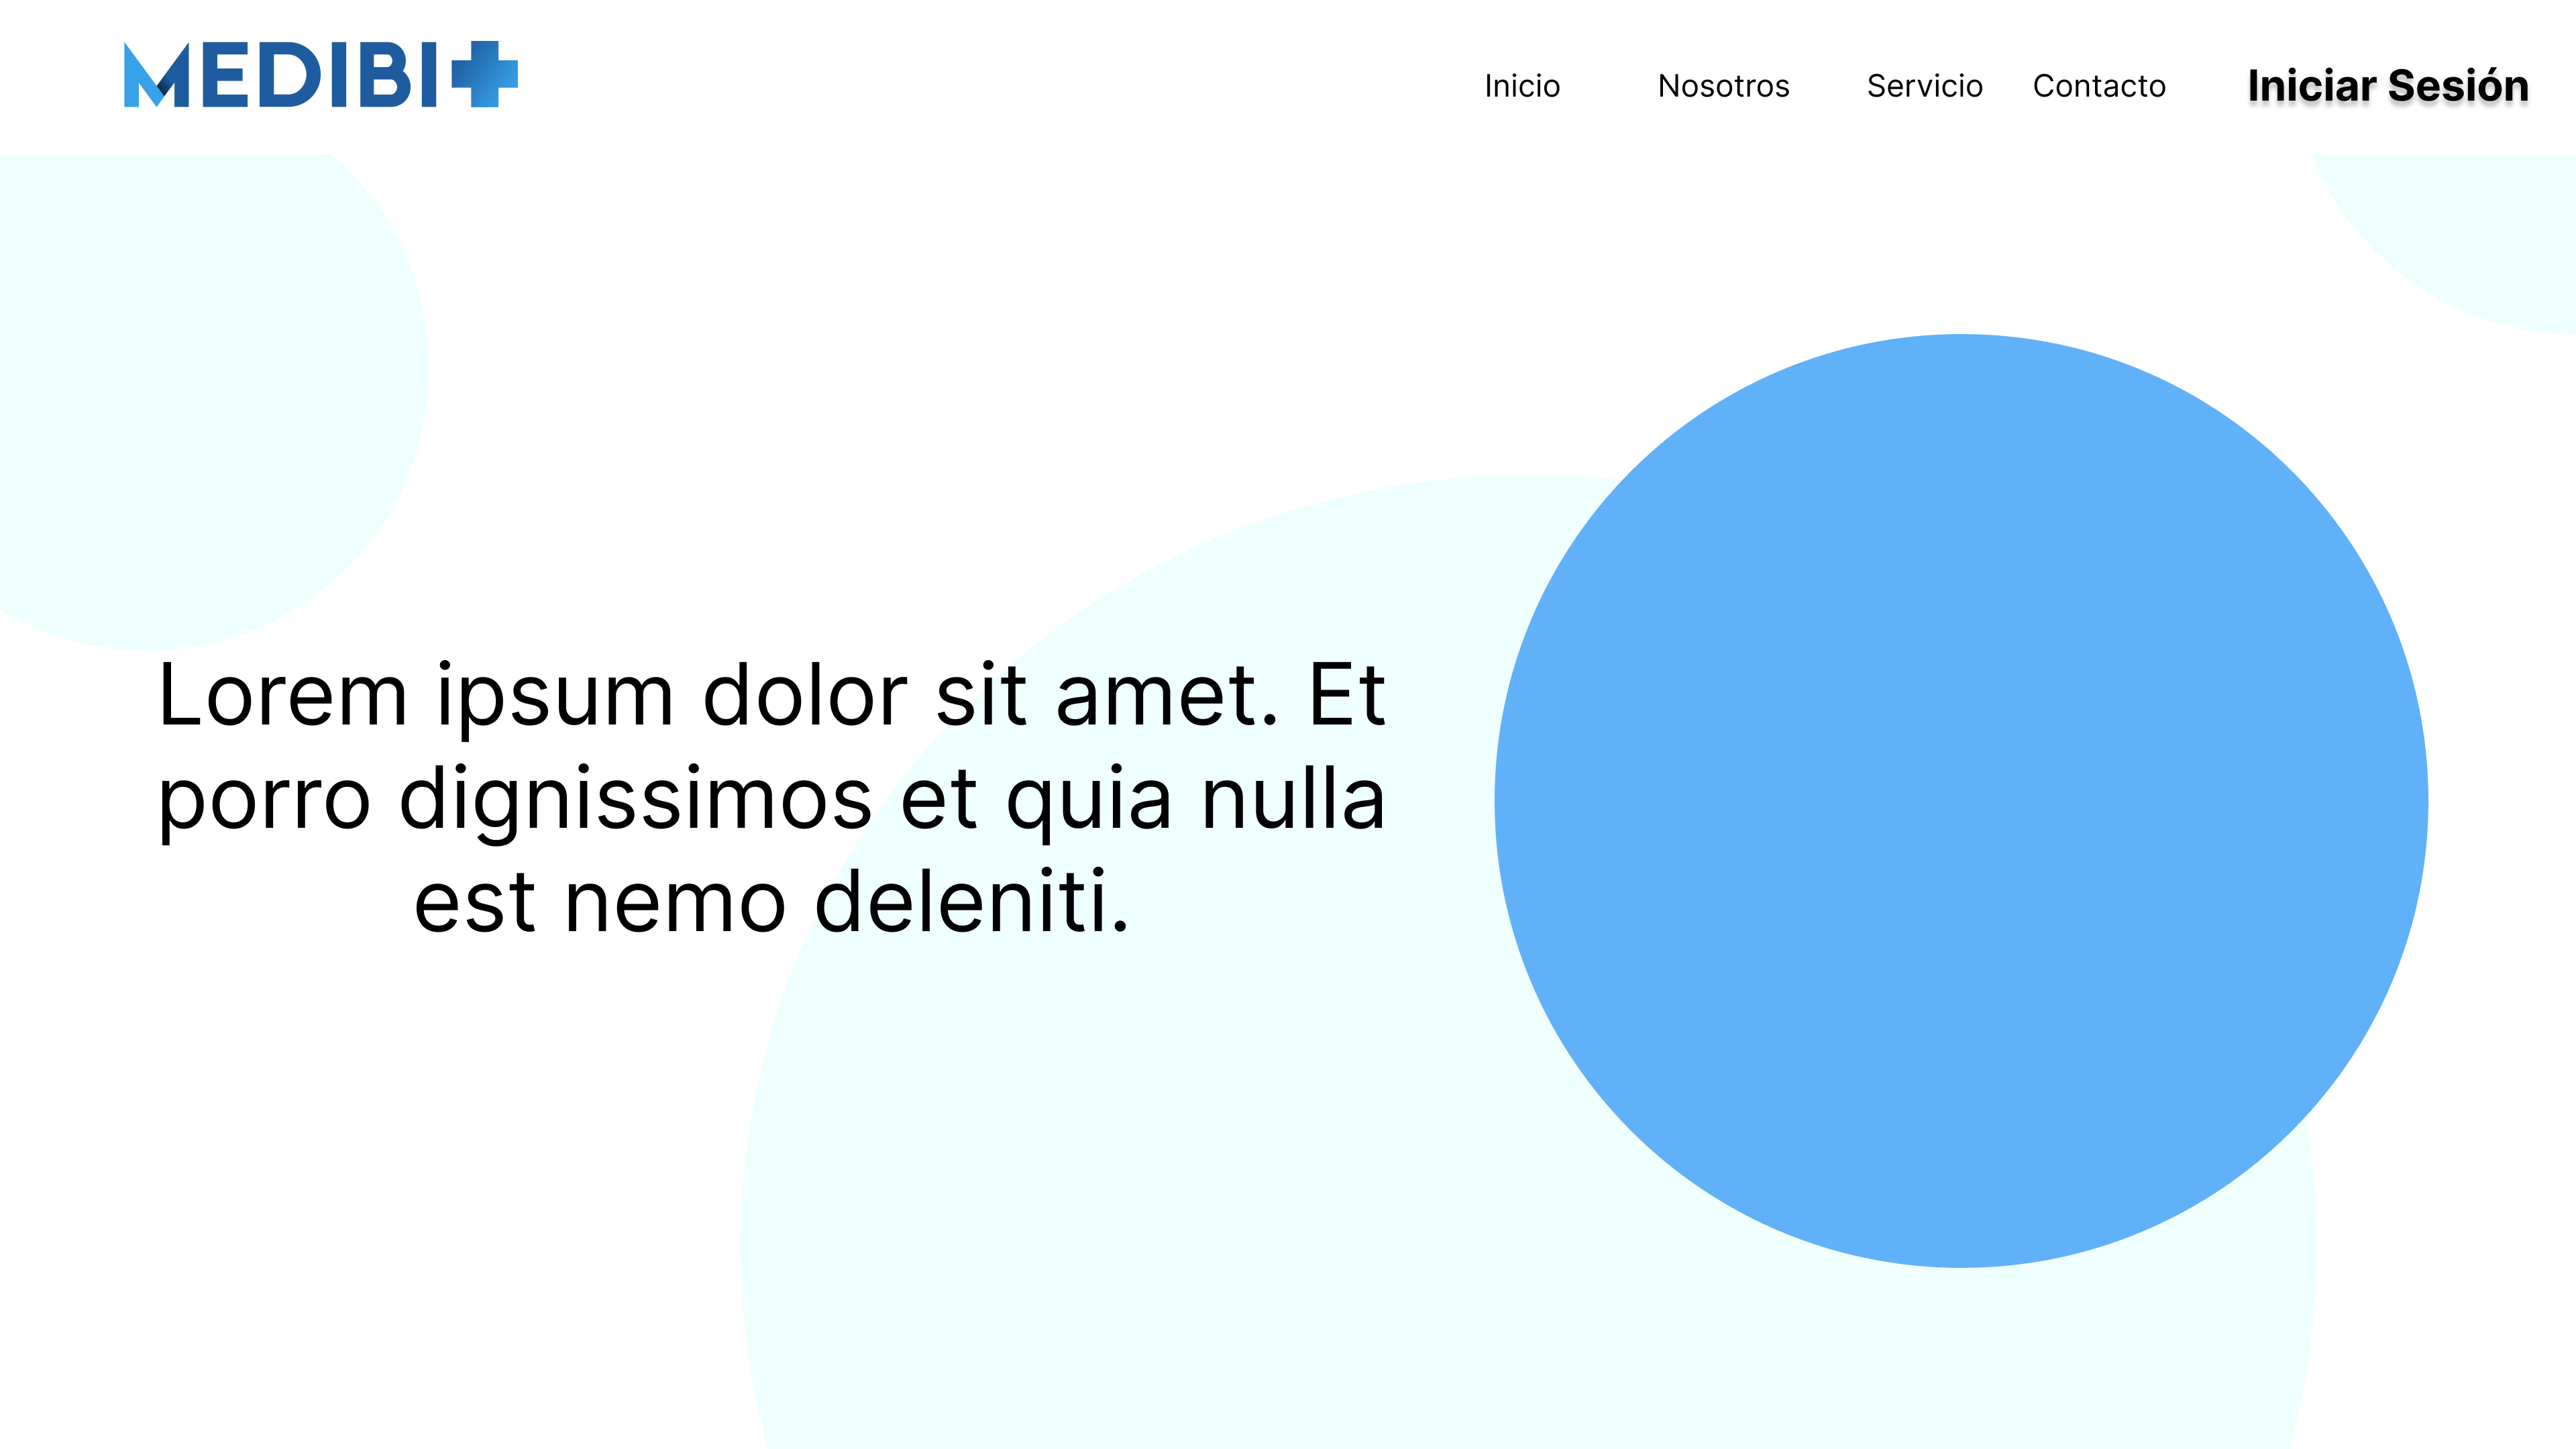 MEDIBI
Inicio Nosotros Servicio Contacto Iniciar Sesión
Lorem ipsum dolor sit amet. Et
porro dignissimos et quia nulla
est nemo deleniti.